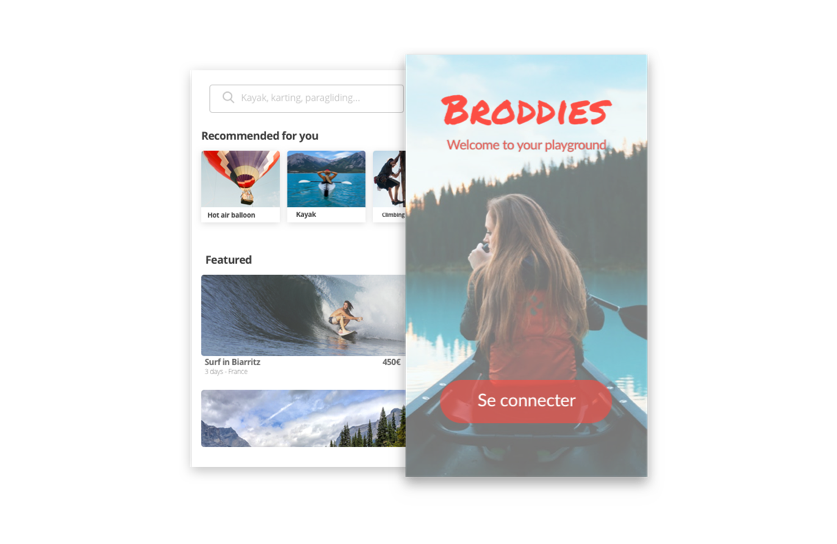 Kayak, karting, paragliding...
Recommended for you
Hot air balloon
Kayak
Climbing
Featured
Surf in Biarritz
450€
3 days - France
BRODDIES
Welcome to your playground
Se connecter